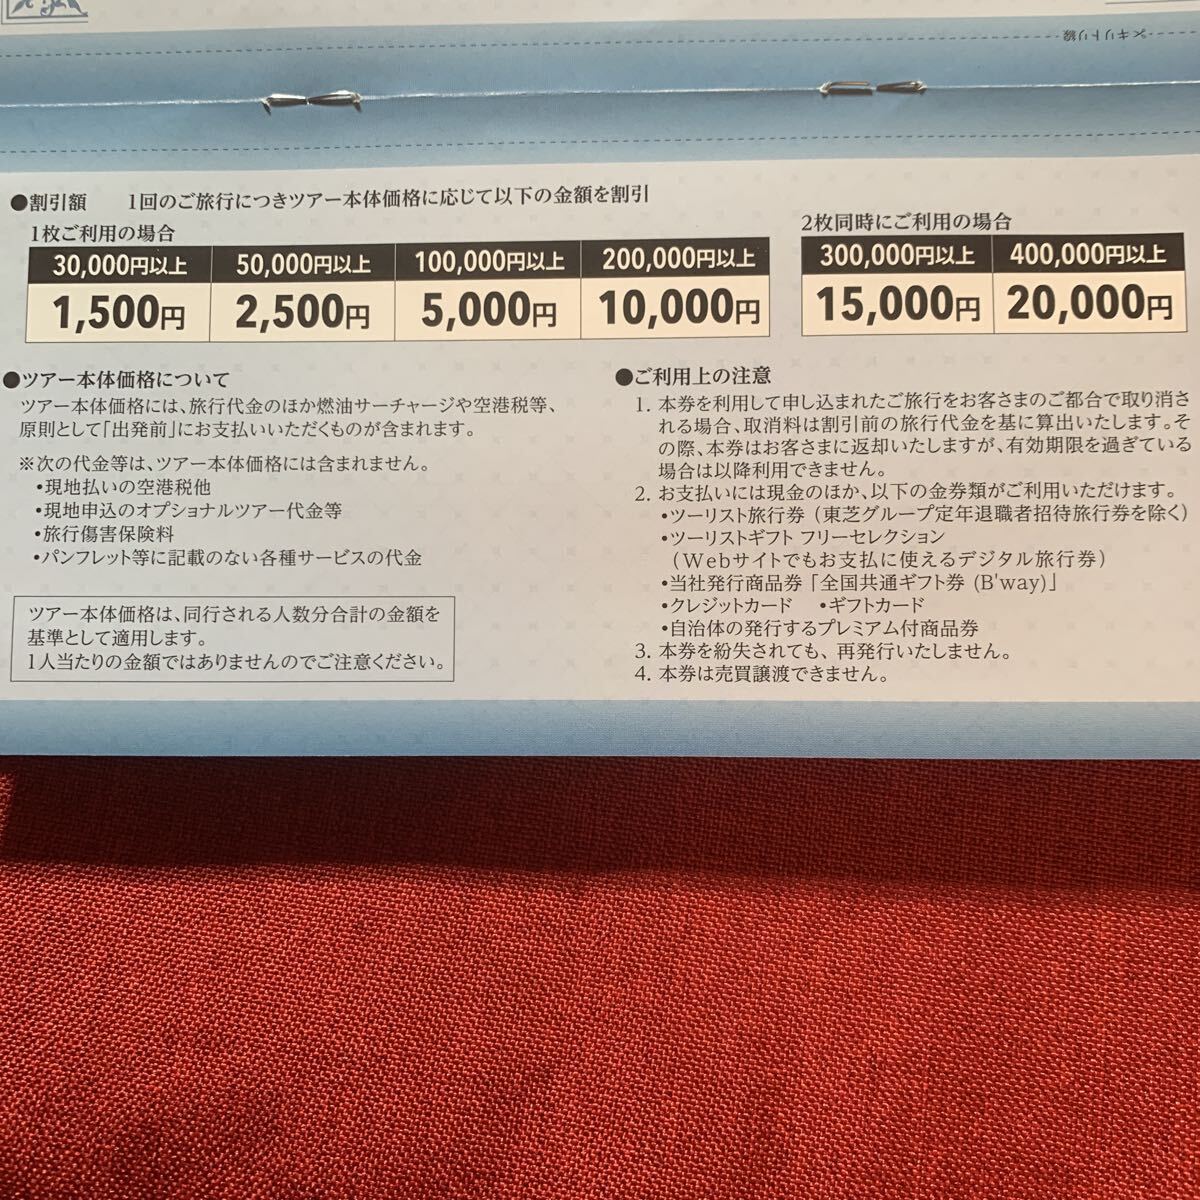 ✂キリトリ線
●割引額　1回のご旅行につきツアー本体価格に応じて以下の金額を割引
1枚ご利用の場合
30,000円以上 50,000円以上 100,000円以上 200,000円以上
1,500円 2,500円 5,000円 10,000円
2枚同時にご利用の場合
300,000円以上 400,000円以上
15,000円 20,000円
●ツアー本体価格について
ツアー本体価格には、旅行代金のほか燃油サーチャージや空港税等、
原則として「出発前」にお支払いいただくものが含まれます。
※次の代金等は、ツアー本体価格には含まれません。
・現地払いの空港税他
・現地申込のオプショナルツアー代金等
・旅行傷害保険料
・パンフレット等に記載のない各種サービスの代金
ツアー本体価格は、同行される人数分合計の金額を
基準として適用します。
1人当たりの金額ではありませんのでご注意ください。
●ご利用上の注意
1. 本券を利用して申し込まれたご旅行をお客さまのご都合で取り消さ
れる場合、取消料は割引前の旅行代金を基に算出いたします。そ
の際、本券はお客さまに返却いたしますが、有効期限を過ぎている
場合は以降利用できません。
2. お支払いには現金のほか、以下の金券類がご利用いただけます。
・ツーリスト旅行券（東芝グループ定年退職者招待旅行券を除く）
・ツーリストギフト フリーセレクション
（Webサイトでもお支払に使えるデジタル旅行券）
・当社発行商品券「全国共通ギフト券 (B'way)」
・クレジットカード　・ギフトカード
・自治体の発行するプレミアム付商品券
3. 本券を紛失されても、再発行いたしません。
4. 本券は売買譲渡できません。